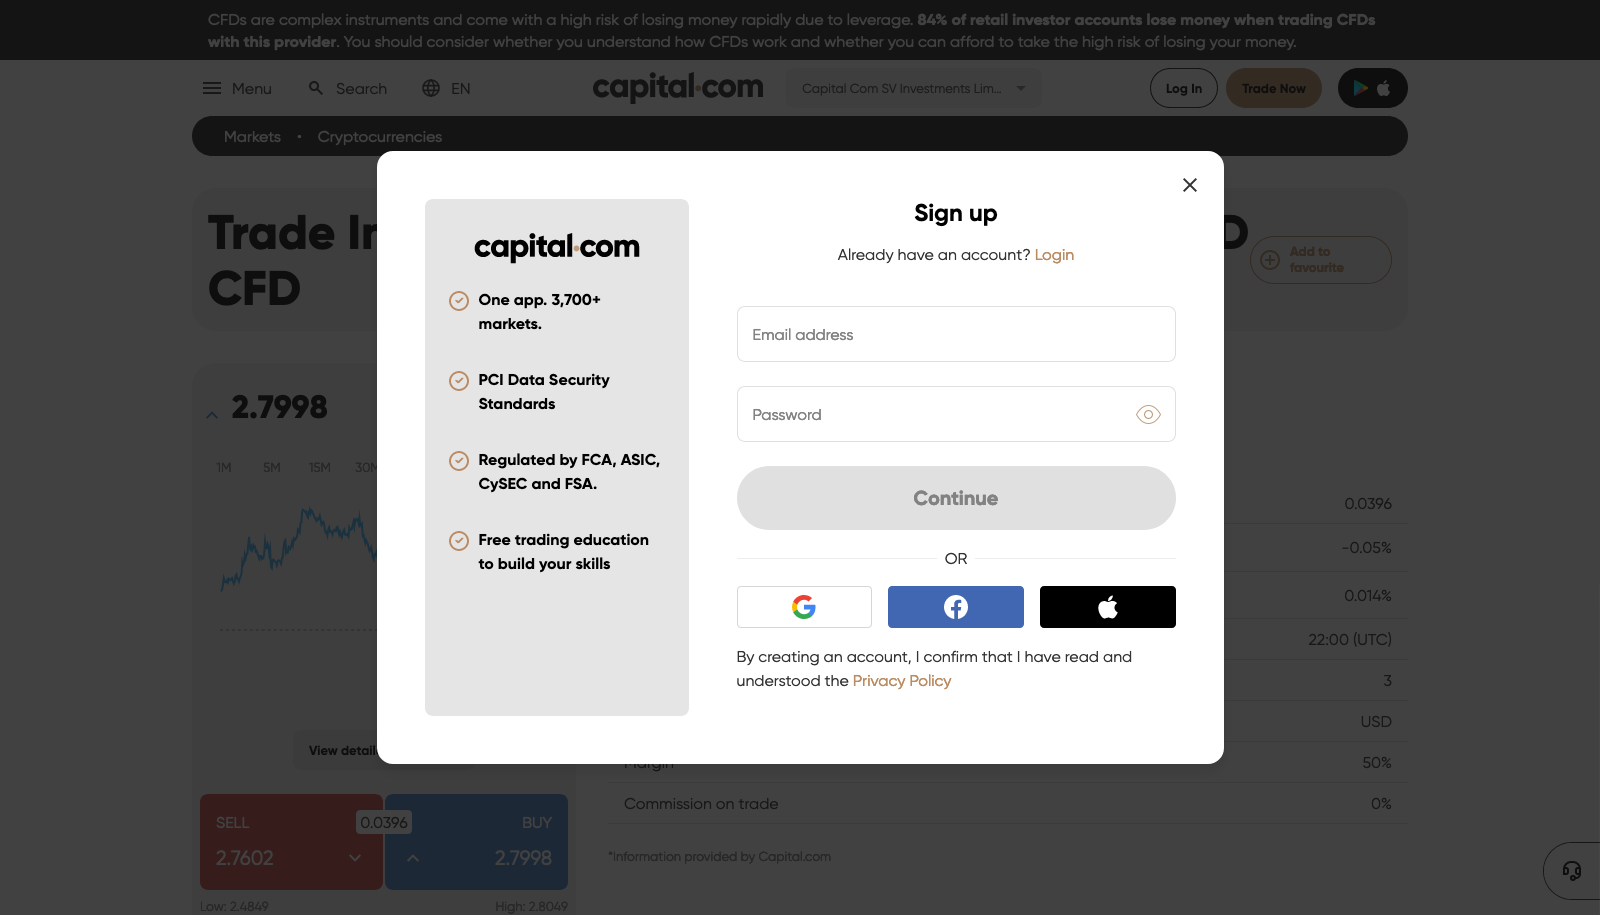 CFDs are complex instruments and come with a high risk of losing money rapidly due to leverage. 84% of retail investor accounts lose money when trading CFDs
with this provider. You should consider whether you understand how CFDs work and whether you can afford to take the high risk of losing your money.
Menu
Search
EN
capital.com
Capital Com SV Investments Lim...
Log In
Trade Now
Markets • Cryptocurrencies
Trade
CFD
Add to
favourite
2.7998
1M 5M 15M
View
SELL
2.7602
0.0396
BUY
2.7998
Low: 2.4849
High: 2.8049
Sign up
Already have an account? Login
capital.com
One app. 3,700+
markets.
PCI Data Security
Standards
Regulated by FCA, ASIC,
CySEC and FSA.
Free trading education
to build your skills
Email address
Password
Continue
OR
By creating an account, I confirm that I have read and
understood the Privacy Policy
0.0396
-0.05%
0.014%
22:00 (UTC)
3
USD
Margin 50%
Commission on trade 0%
*Information provided by Capital.com